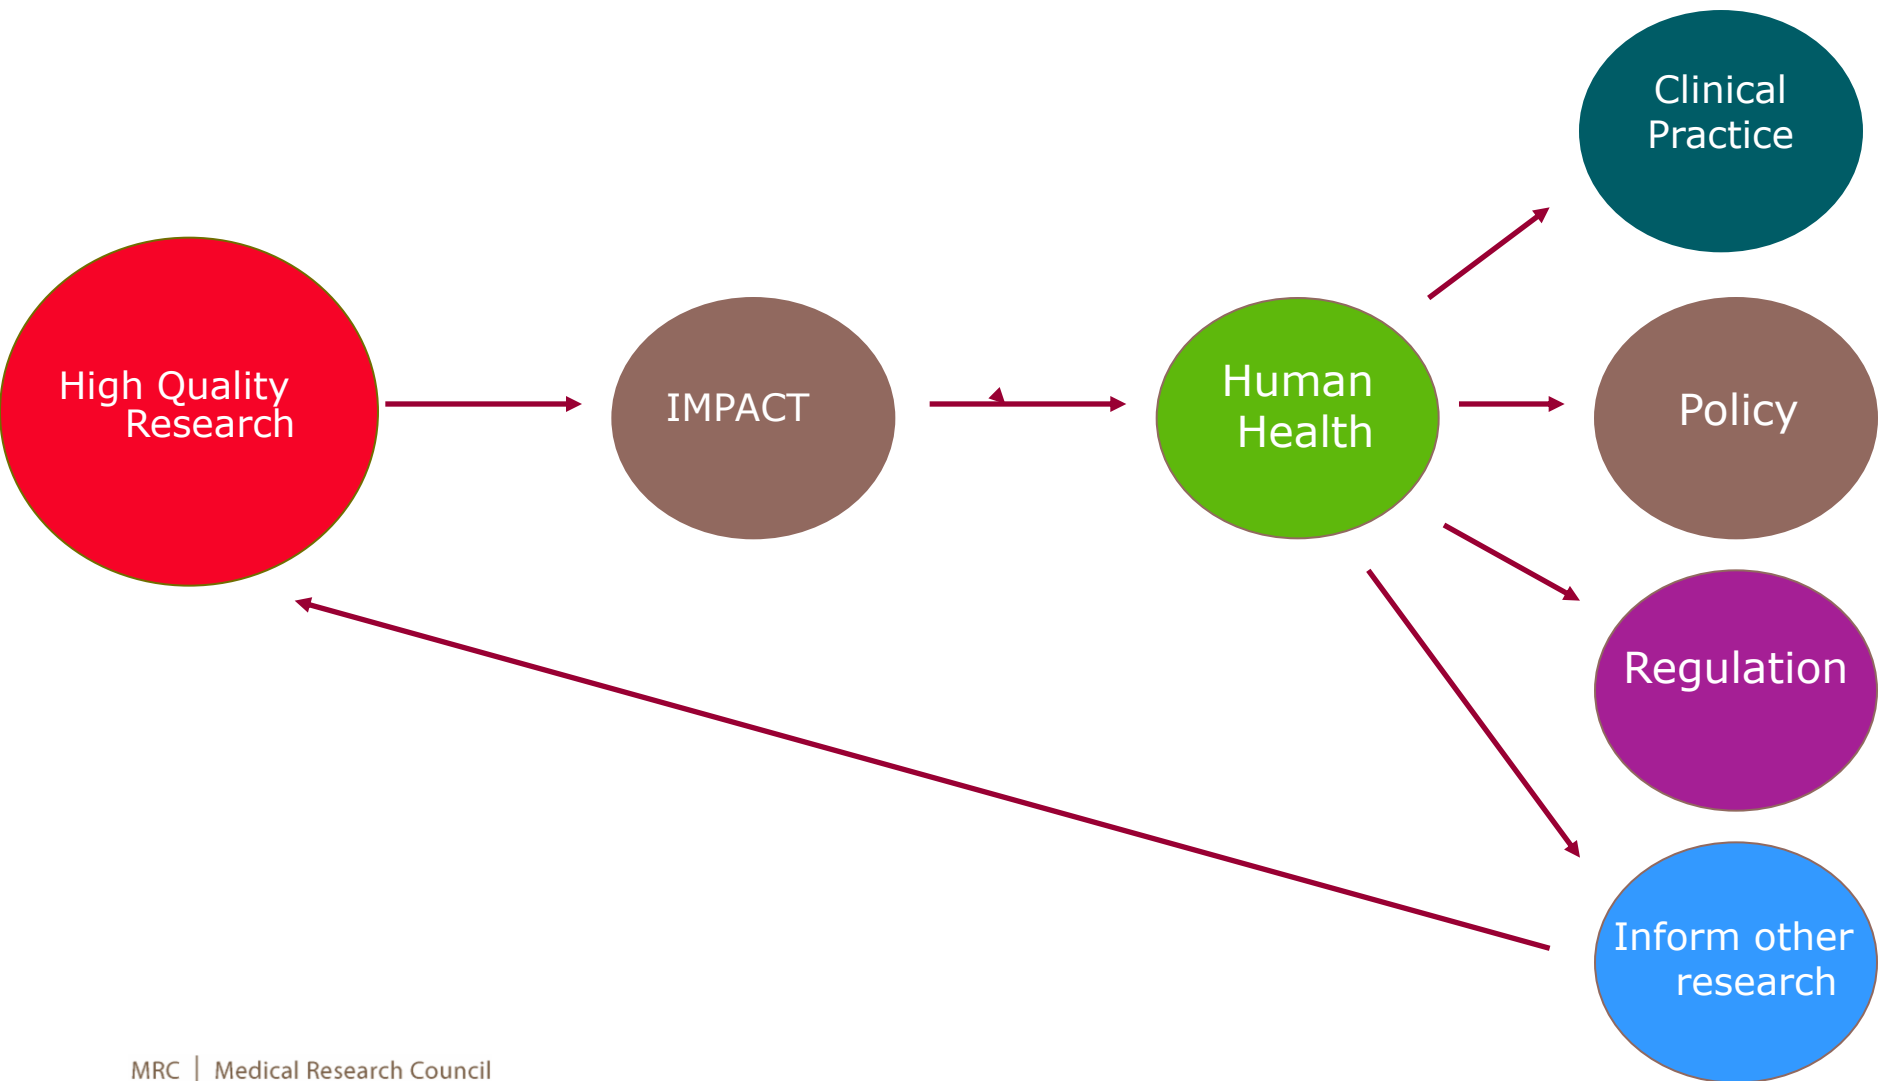 Clinical
Practice
High Quality
Research
IMPACT
Human
Health
Policy
Regulation
Inform other
research
MRC | Medical Research Council